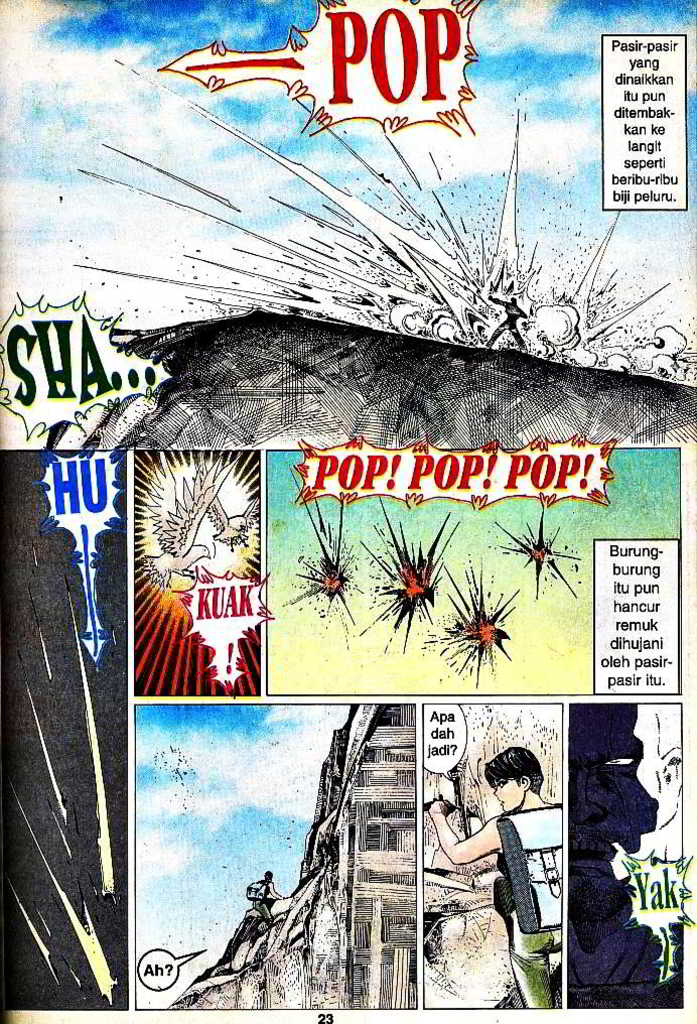 POP
Pasir-pasir
yang
dinaikkan
itu pun
ditembak-
kan ke
langit
seperti
beribu-ribu
biji peluru.
SHA...
HU
KUAK
!
POP! POP! POP!
Burung-
burung
itu pun
hancur
remuk
dihujani
oleh pasir-
pasir itu.
Ah?
Apa
dah
jadi?
Yak
!
23